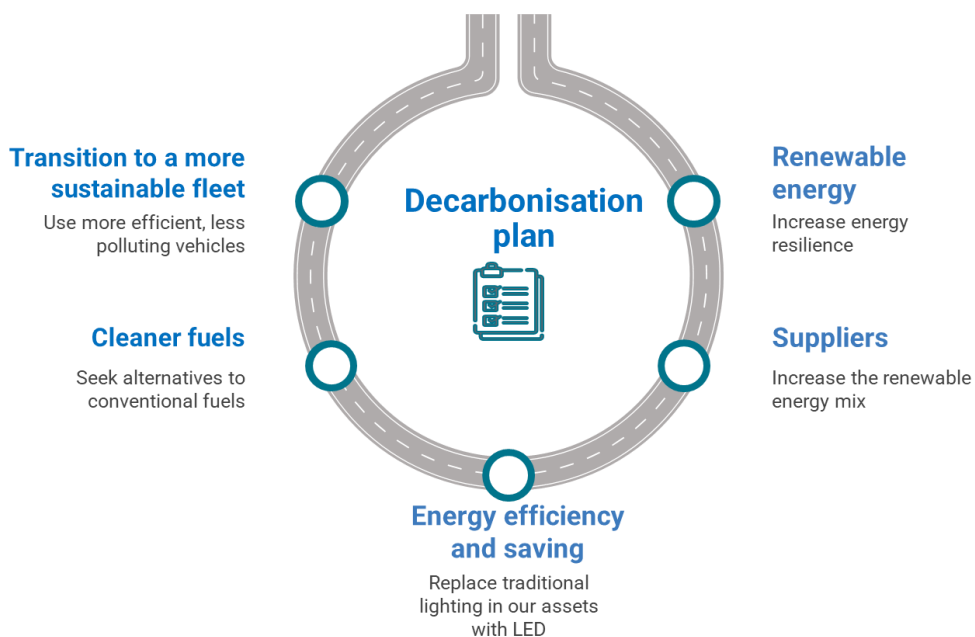 Decarbonisation
plan
Transition to a more
sustainable fleet
Use more efficient, less
polluting vehicles
Cleaner fuels
Seek alternatives to
conventional fuels
Energy efficiency
and saving
Replace traditional
lighting in our assets
with LED
Suppliers
Increase the renewable
energy mix
Renewable
energy
Increase energy
resilience